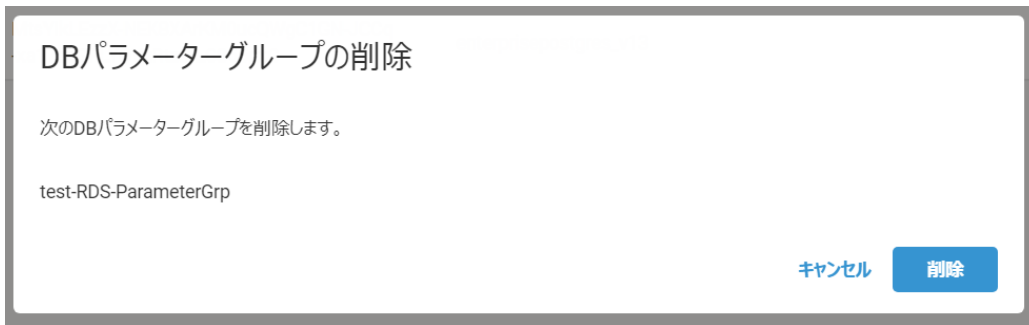 DBパラメーターグループの削除
次のDBパラメーターグループを削除します。
test-RDS-ParameterGrp
キャンセル
削除